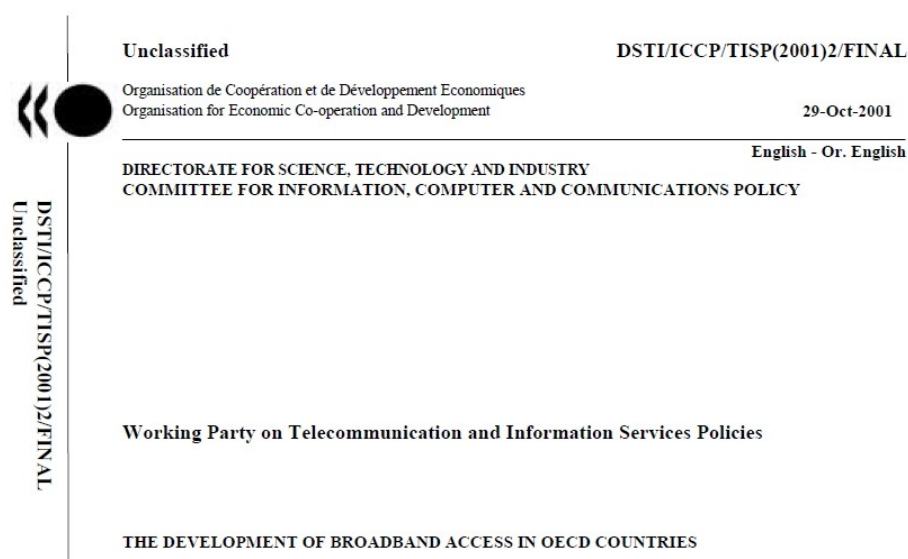 Unclassified DSTI/ICCP/TISP(2001)2/FINAL
Organisation de Coopération et de Développement Economiques
Organisation for Economic Co-operation and Development 29-Oct-2001
English - Or. English
DIRECTORATE FOR SCIENCE, TECHNOLOGY AND INDUSTRY
COMMITTEE FOR INFORMATION, COMPUTER AND COMMUNICATIONS POLICY
DSTI/ICCP/TISP(2001)2/FINAL
Unclassified
Working Party on Telecommunication and Information Services Policies
THE DEVELOPMENT OF BROADBAND ACCESS IN OECD COUNTRIES